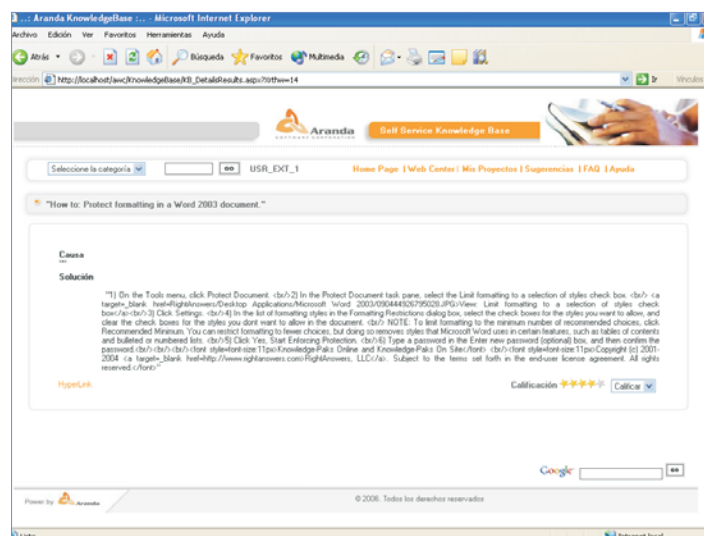 ..: Aranda KnowledgeBase :.. - Microsoft Internet Explorer
Archivo Edición Ver Favoritos Herramientas Ayuda
Atrás Búsqueda Favoritos Multimedia
Dirección http://localhost/awc/KnowledgeBase/KB_DetailsResults.aspx? Ir Vínculos
Aranda
SOFTWARE CORPORATION
Self Service Knowledge Base
Seleccione la categoría GO USR_EXT_1 Home Page | Web Center | Mis Proyectos | Sugerencias | FAQ | Ayuda
"How to: Protect formatting in a Word 2003 document."
Causa
Solución
""1) On the Tools menu, click Protect Document. <br/>2) In the Protect Document task pane, select the Limit formatting to a selection of styles check box. <br/> <a
target=_blank href=RightAnswers/Desktop Applications/Microsoft Word 2003/090444926795028.JPG>View: Limit formatting to a selection of styles check
box</a><br/>3) Click Settings. <br/>4) In the list of formatting styles in the Formatting Restrictions dialog box, select the check boxes for the styles you want to allow, and
clear the check boxes for the styles you dont want to allow in the document. <br/> NOTE: To limit formatting to the minimum number of recommended choices, click
Recommended Minimum. You can restrict formatting to fewer choices, but doing so removes styles that Microsoft Word uses in certain features, such as tables of contents
and bulleted or numbered lists. <br/>5) Click Yes, Start Enforcing Protection. <br/>6) Type a password in the Enter new password (optional) box, and then confirm the
password.<br/><br/><br/><font style=font-size:11px>Knowledge-Paks Online and Knowledge-Paks On Site</font> <br/><font style=font-size:11px>Copyright (c) 2001-
2004 <a target=_blank href=http://www.rightanswers.com>RightAnswers, LLC</a>. Subject to the terms set forth in the end-user license agreement. All rights
reserved.</font>""
HyperLink Calificación Calificar
Google GO
Power by Aranda © 2006. Todos los derechos reservados